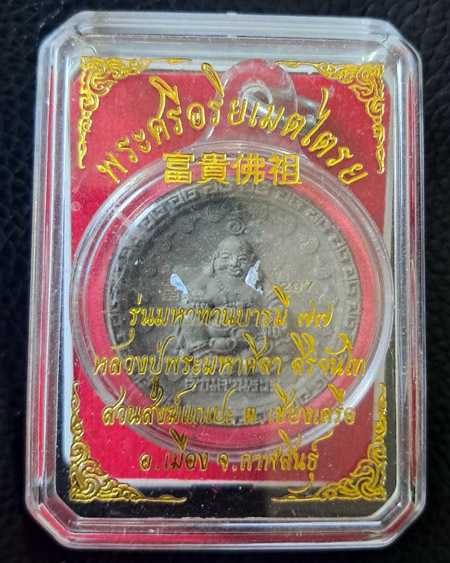 พระศรีอริยเมตไตรย
富貴佛祖
297
รุ่นมหาทานบารมี ๗๗
หลวงปู่พระมหาศิลา สิริจันโท
สวนสงฆ์แกเปะ ต.เชียงเครือ
อ.เมือง จ.กาฬสินธุ์